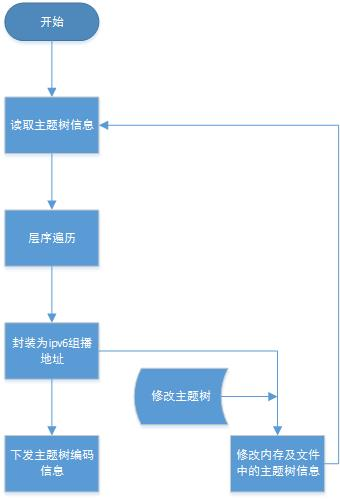 开始
读取主题树信息
层序遍历
封装为ipv6组播
地址
修改主题树
下发主题树编码
信息
修改内存及文件
中的主题树信息